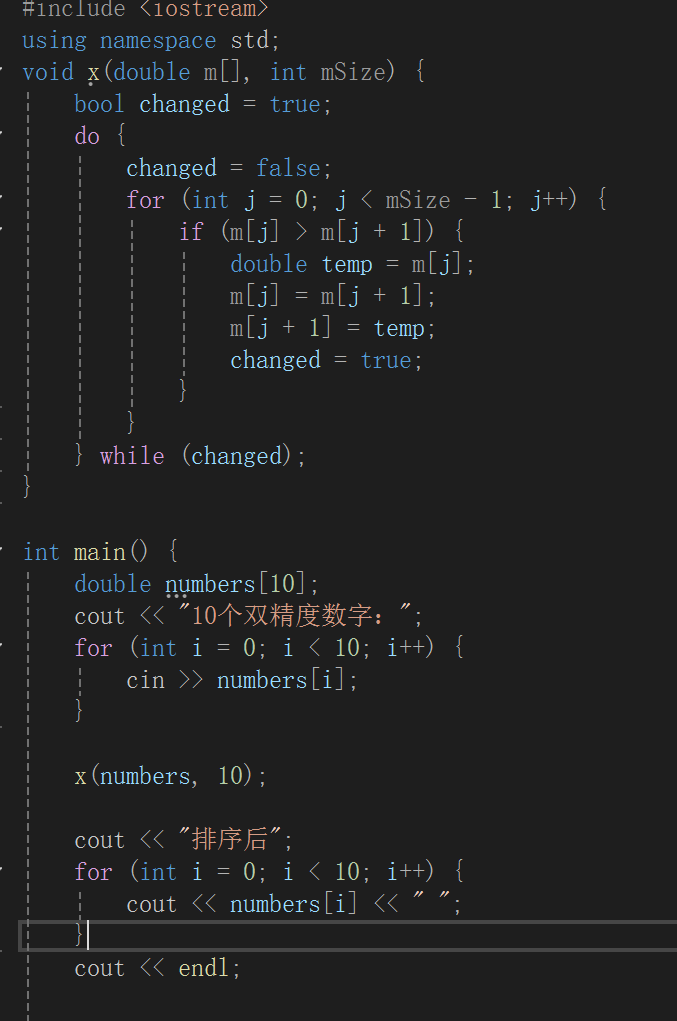 #include <iostream>
using namespace std;
void x(double m[], int mSize) {
    bool changed = true;
    do {
        changed = false;
        for (int j = 0; j < mSize - 1; j++) {
            if (m[j] > m[j + 1]) {
                double temp = m[j];
                m[j] = m[j + 1];
                m[j + 1] = temp;
                changed = true;
            }
        }
    } while (changed);
}

int main() {
    double numbers[10];
    cout << "10个双精度数字：";
    for (int i = 0; i < 10; i++) {
        cin >> numbers[i];
    }

    x(numbers, 10);

    cout << "排序后";
    for (int i = 0; i < 10; i++) {
        cout << numbers[i] << " ";
    }
    cout << endl;